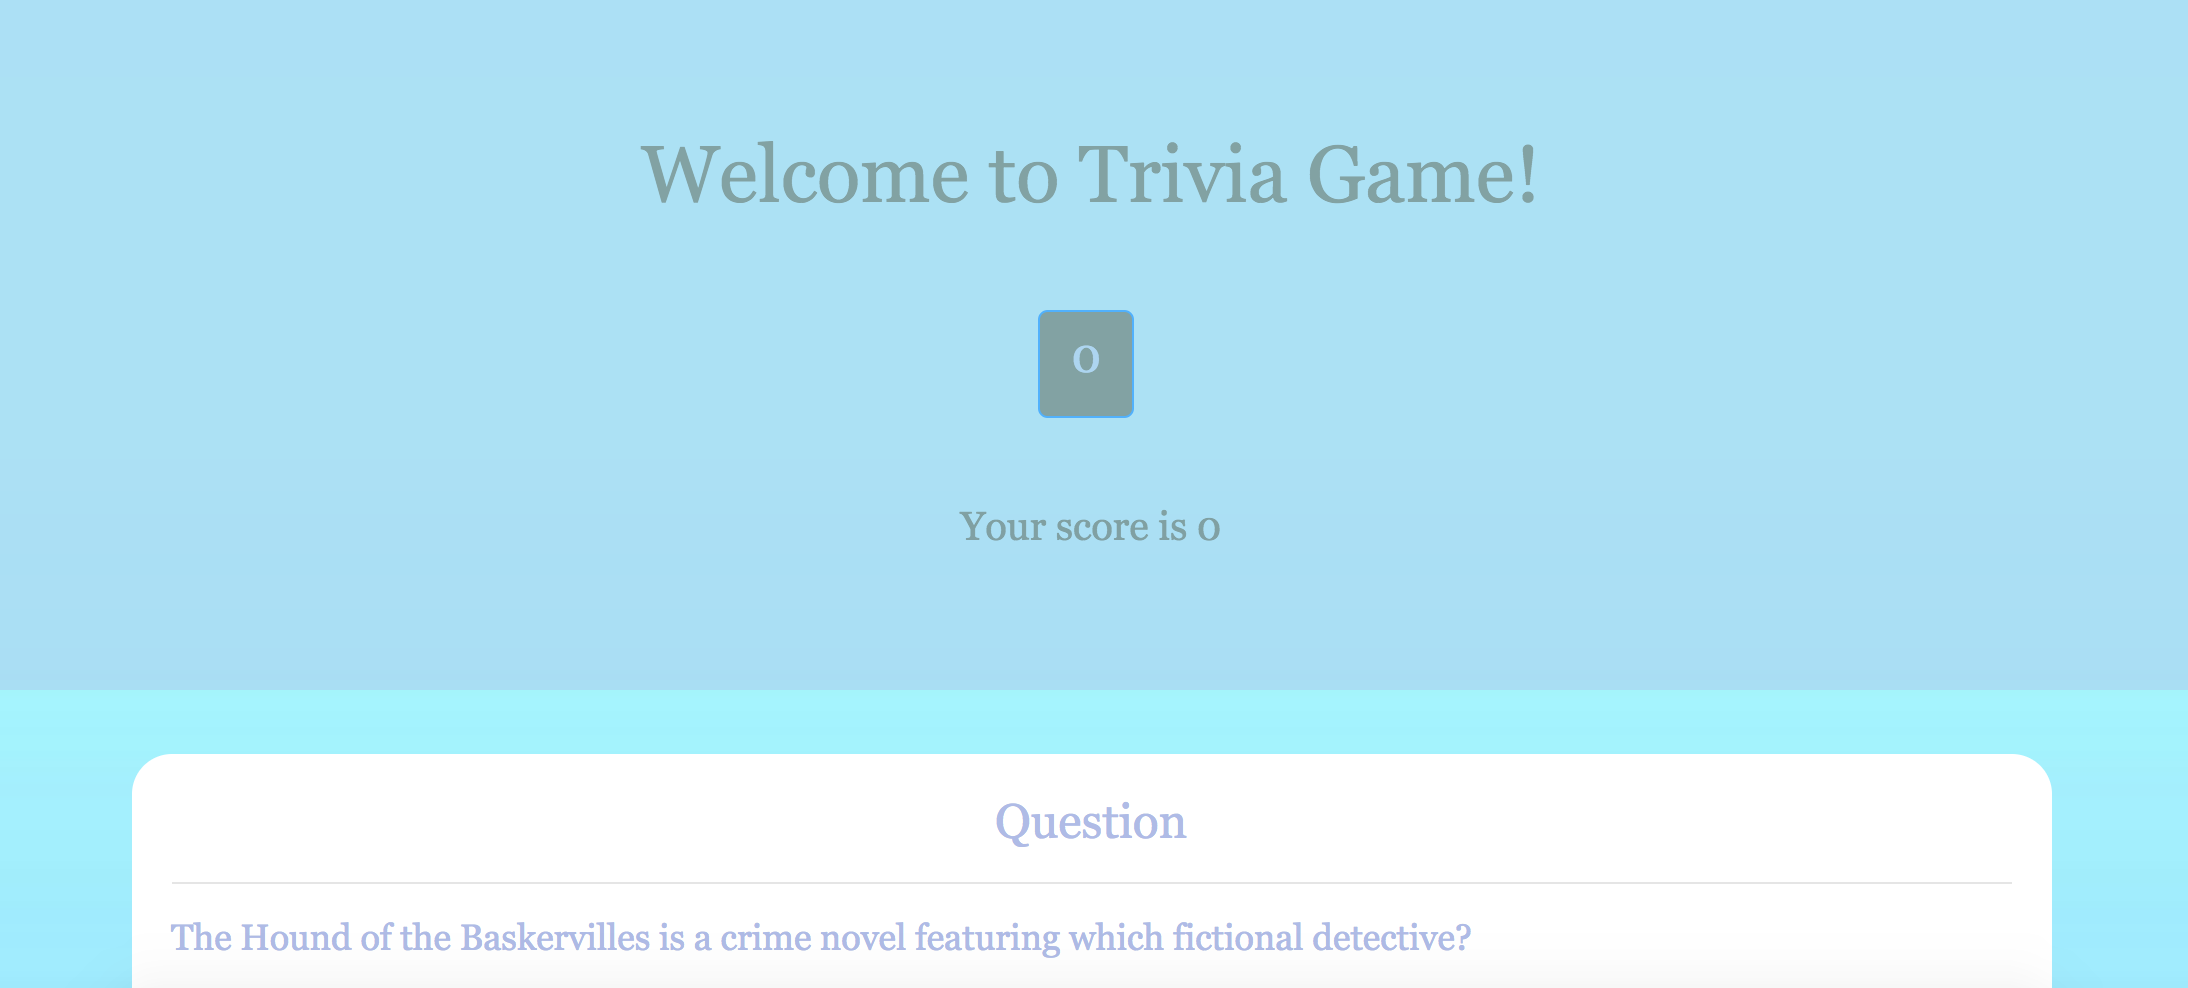 Welcome to Trivia Game!
0
Your score is 0
Question
The Hound of the Baskervilles is a crime novel featuring which fictional detective?